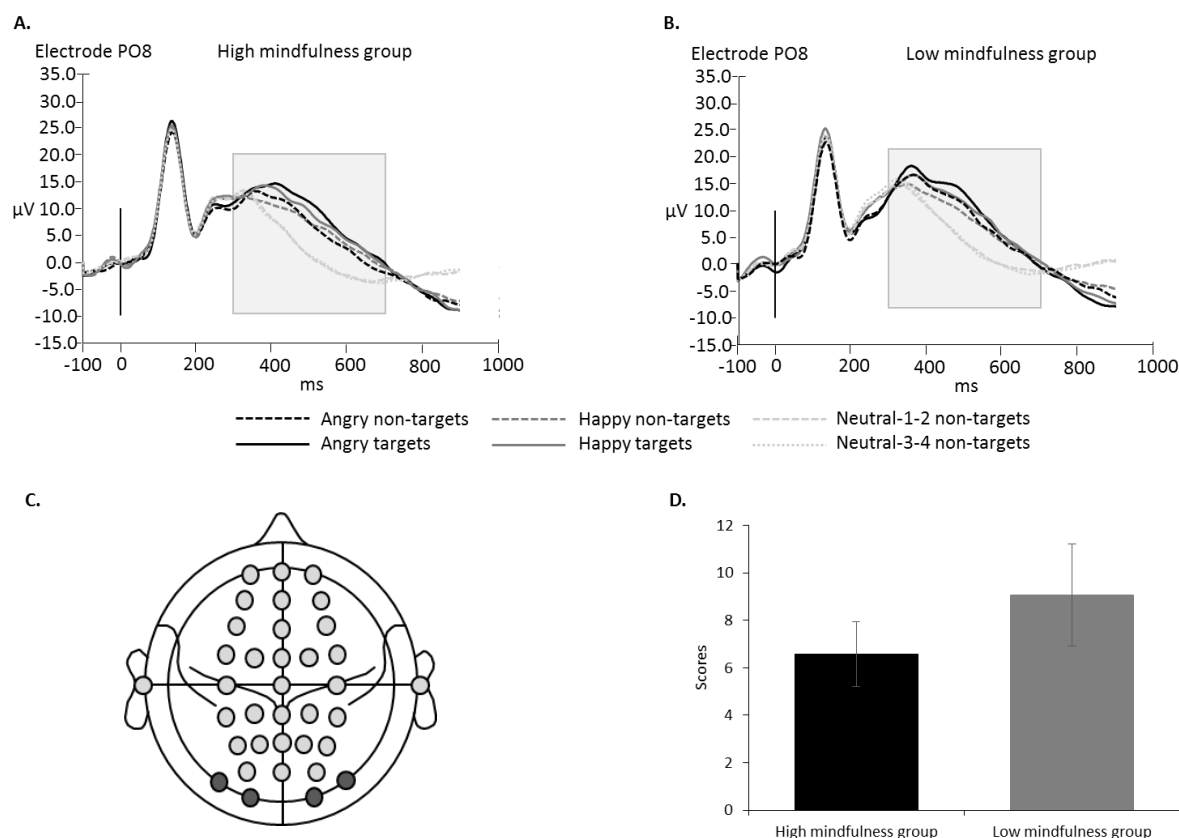 A.
Electrode PO8 High mindfulness group
35.0
30.0
25.0
20.0
15.0
µV 10.0
5.0
0.0
-5.0
-10.0
-15.0
-100 0 200 400 600 800 1000
ms
B.
Electrode PO8 Low mindfulness group
35.0
30.0
25.0
20.0
15.0
µV 10.0
5.0
0.0
-5.0
-10.0
-15.0
-100 0 200 400 600 800 1000
ms
Angry non-targets Happy non-targets Neutral-1-2 non-targets
Angry targets Happy targets Neutral-3-4 non-targets
C.
D.
12
10
8
6
4
2
0
Scores
High mindfulness group Low mindfulness group